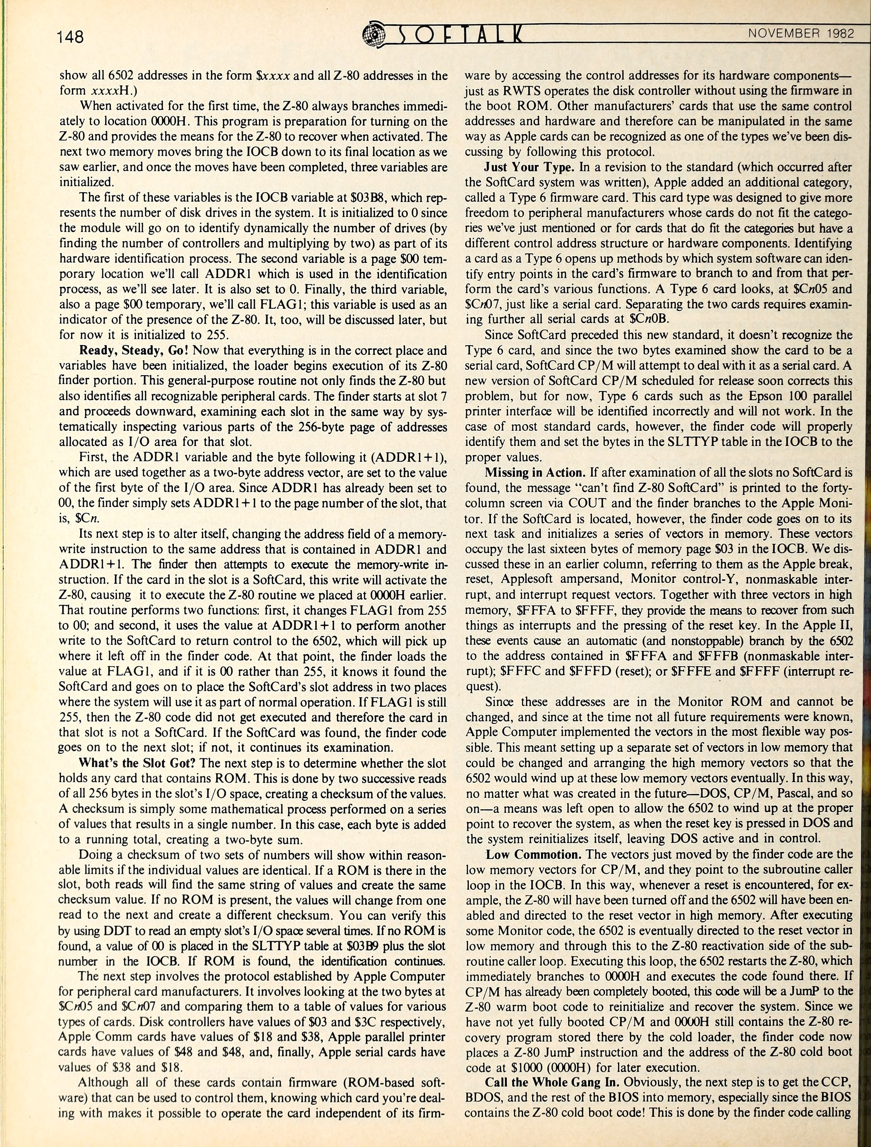 148
SOFTALK
NOVEMBER 1982
show all 6502 addresses in the form $xxxx and all Z-80 addresses in the
form xxxxH.)
When activated for the first time, the Z-80 always branches immedi-
ately to location 0000H. This program is preparation for turning on the
Z-80 and provides the means for the Z-80 to recover when activated. The
next two memory moves bring the IOCB down to its final location as we
saw earlier, and once the moves have been completed, three variables are
initialized.
The first of these variables is the IOCB variable at $03B8, which rep-
resents the number of disk drives in the system. It is initialized to 0 since
the module will go on to identify dynamically the number of drives (by
finding the number of controllers and multiplying by two) as part of its
hardware identification process. The second variable is a page $00 tem-
porary location we'll call ADDR1 which is used in the identification
process, as we'll see later. It is also set to 0. Finally, the third variable,
also a page $00 temporary, we'll call FLAG1; this variable is used as an
indicator of the presence of the Z-80. It, too, will be discussed later, but
for now it is initialized to 255.
Ready, Steady, Go! Now that everything is in the correct place and
variables have been initialized, the loader begins execution of its Z-80
finder portion. This general-purpose routine not only finds the Z-80 but
also identifies all recognizable peripheral cards. The finder starts at slot 7
and proceeds downward, examining each slot in the same way by sys-
tematically inspecting various parts of the 256-byte page of addresses
allocated as I/O area for that slot.
First, the ADDR1 variable and the byte following it (ADDR1+1),
which are used together as a two-byte address vector, are set to the value
of the first byte of the I/O area. Since ADDR1 has already been set to
00, the finder simply sets ADDR1+1 to the page number of the slot, that
is, $Cn.
Its next step is to alter itself, changing the address field of a memory-
write instruction to the same address that is contained in ADDR1 and
ADDR1+1. The finder then attempts to execute the memory-write in-
struction. If the card in the slot is a SoftCard, this write will activate the
Z-80, causing it to execute the Z-80 routine we placed at 0000H earlier.
That routine performs two functions: first, it changes FLAG1 from 255
to 00; and second, it uses the value at ADDR1+1 to perform another
write to the SoftCard to return control to the 6502, which will pick up
where it left off in the finder code. At that point, the finder loads the
value at FLAG1, and if it is 00 rather than 255, it knows it found the
SoftCard and goes on to place the SoftCard's slot address in two places
where the system will use it as part of normal operation. If FLAG1 is still
255, then the Z-80 code did not get executed and therefore the card in
that slot is not a SoftCard. If the SoftCard was found, the finder code
goes on to the next slot; if not, it continues its examination.
What's the Slot Got? The next step is to determine whether the slot
holds any card that contains ROM. This is done by two successive reads
of all 256 bytes in the slot's I/O space, creating a checksum of the values.
A checksum is simply some mathematical process performed on a series
of values that results in a single number. In this case, each byte is added
to a running total, creating a two-byte sum.
Doing a checksum of two sets of numbers will show within reason-
able limits if the individual values are identical. If a ROM is there in the
slot, both reads will find the same string of values and create the same
checksum value. If no ROM is present, the values will change from one
read to the next and create a different checksum. You can verify this
by using DDT to read an empty slot's I/O space several times. If no ROM is
found, a value of 00 is placed in the SLTTYP table at $03B9 plus the slot
number in the IOCB. If ROM is found, the identification continues.
The next step involves the protocol established by Apple Computer
for peripheral card manufacturers. It involves looking at the two bytes at
$Cn05 and $Cn07 and comparing them to a table of values for various
types of cards. Disk controllers have values of $03 and $3C respectively,
Apple Comm cards have values of $18 and $38, Apple parallel printer
cards have values of $48 and $48, and, finally, Apple serial cards have
values of $38 and $18.
Although all of these cards contain firmware (ROM-based soft-
ware) that can be used to control them, knowing which card you're deal-
ing with makes it possible to operate the card independent of its firm-
ware by accessing the control addresses for its hardware components—
just as RWTS operates the disk controller without using the firmware in
the boot ROM. Other manufacturers' cards that use the same control
addresses and hardware and therefore can be manipulated in the same
way as Apple cards can be recognized as one of the types we've been dis-
cussing by following this protocol.
Just Your Type. In a revision to the standard (which occurred after
the SoftCard system was written), Apple added an additional category,
called a Type 6 firmware card. This card type was designed to give more
freedom to peripheral manufacturers whose cards do not fit the catego-
ries we've just mentioned or for cards that do fit the categories but have a
different control address structure or hardware components. Identifying
a card as a Type 6 opens up methods by which system software can iden-
tify entry points in the card's firmware to branch to and from that per-
form the card's various functions. A Type 6 card looks, at $Cn05 and
$Cn07, just like a serial card. Separating the two cards requires examin-
ing further all serial cards at $Cn0B.
Since SoftCard preceded this new standard, it doesn't recognize the
Type 6 card, and since the two bytes examined show the card to be a
serial card, SoftCard CP/M will attempt to deal with it as a serial card. A
new version of SoftCard CP/M scheduled for release soon corrects this
problem, but for now, Type 6 cards such as the Epson 100 parallel
printer interface will be identified incorrectly and will not work. In the
case of most standard cards, however, the finder code will properly
identify them and set the bytes in the SLTTYP table in the IOCB to the
proper values.
Missing in Action. If after examination of all the slots no SoftCard is
found, the message "can't find Z-80 SoftCard" is printed to the forty-
column screen via COUT and the finder branches to the Apple Moni-
tor. If the SoftCard is located, however, the finder code goes on to its
next task and initializes a series of vectors in memory. These vectors
occupy the last sixteen bytes of memory page $03 in the IOCB. We dis-
cussed these in an earlier column, referring to them as the Apple break,
reset, Applesoft ampersand, Monitor control-Y, nonmaskable inter-
rupt, and interrupt request vectors. Together with three vectors in high
memory, $FFFA to $FFFF, they provide the means to recover from such
things as interrupts and the pressing of the reset key. In the Apple II,
these events cause an automatic (and nonstoppable) branch by the 6502
to the address contained in $FFFA and $FFFB (nonmaskable inter-
rupt); $FFFC and $FFFD (reset); or $FFFE and $FFFF (interrupt re-
quest).
Since these addresses are in the Monitor ROM and cannot be
changed, and since at the time not all future requirements were known,
Apple Computer implemented the vectors in the most flexible way pos-
sible. This meant setting up a separate set of vectors in low memory that
could be changed and arranging the high memory vectors so that the
6502 would wind up at these low memory vectors eventually. In this way,
no matter what was created in the future—DOS, CP/M, Pascal, and so
on—a means was left open to allow the 6502 to wind up at the proper
point to recover the system, as when the reset key is pressed in DOS and
the system reinitializes itself, leaving DOS active and in control.
Low Commotion. The vectors just moved by the finder code are the
low memory vectors for CP/M, and they point to the subroutine caller
loop in the IOCB. In this way, whenever a reset is encountered, for ex-
ample, the Z-80 will have been turned off and the 6502 will have been en-
abled and directed to the reset vector in high memory. After executing
some Monitor code, the 6502 is eventually directed to the reset vector in
low memory and through this to the Z-80 reactivation side of the sub-
routine caller loop. Executing this loop, the 6502 restarts the Z-80, which
immediately branches to 0000H and executes the code found there. If
CP/M has already been completely booted, this code will be a JumP to the
Z-80 warm boot code to reinitialize and recover the system. Since we
have not yet fully booted CP/M and 0000H still contains the Z-80 re-
covery program stored there by the cold loader, the finder code now
places a Z-80 JumP instruction and the address of the Z-80 cold boot
code at $1000 (0000H) for later execution.
Call the Whole Gang In. Obviously, the next step is to get the CCP,
BDOS, and the rest of the BIOS into memory, especially since the BIOS
contains the Z-80 cold boot code! This is done by the finder code calling